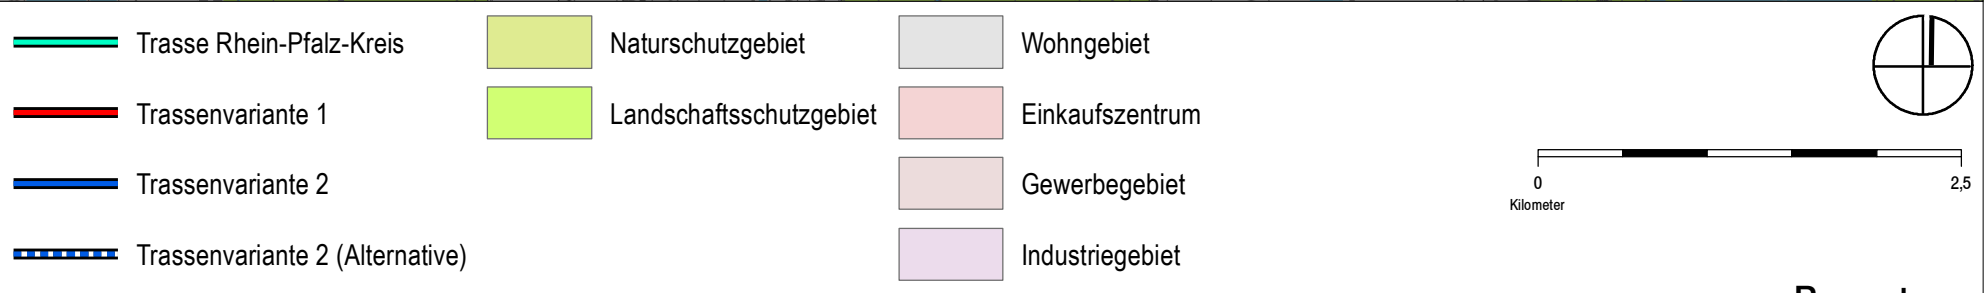 Trasse Rhein-Pfalz-Kreis
Trassenvariante 1
Trassenvariante 2
Trassenvariante 2 (Alternative)
Naturschutzgebiet
Landschaftsschutzgebiet
Wohngebiet
Einkaufszentrum
Gewerbegebiet
Industriegebiet
0 2,5
Kilometer